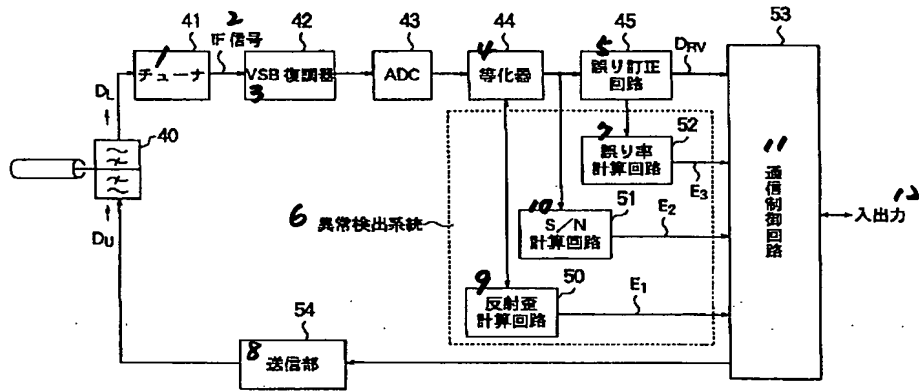 41
42
43
44
45
53
2
IF 信号
1
チューナ
3
VSB 復調器
ADC
4
等化器
5
誤り訂正
回路
DRV
DL
40
DU
7
誤り率
計算回路
52
E3
6
異常検出系統
10
S/N
計算回路
51
E2
9
反射歪
計算回路
50
E1
11
通信制御回路
12
入出力
54
8
送信部